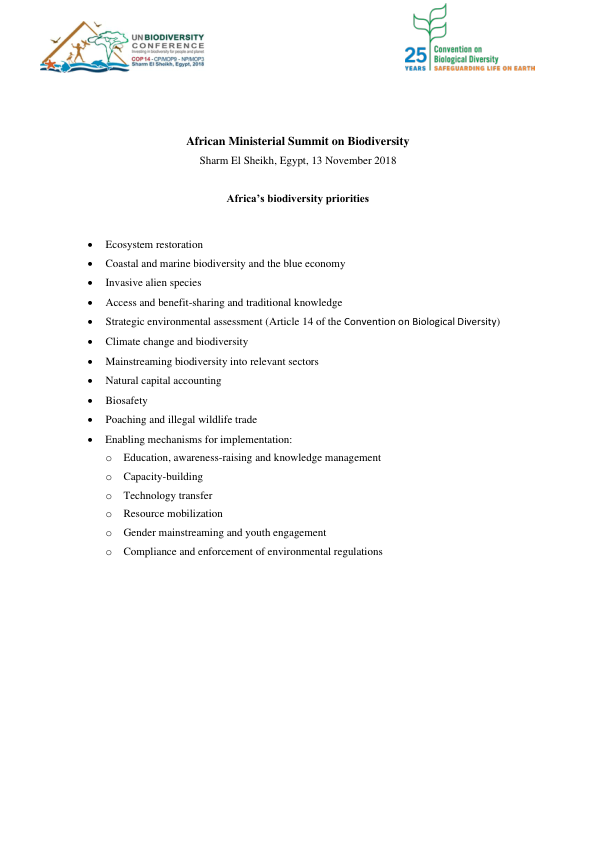 UN BIODIVERSITY
CONFERENCE
Investing in biodiversity for people and planet
COP14 - CP/MOP9 - NP/MOP3
Sharm El Sheikh, Egypt, 2018
25 YEARS
Convention on
Biological Diversity
SAFEGUARDING LIFE ON EARTH
African Ministerial Summit on Biodiversity
Sharm El Sheikh, Egypt, 13 November 2018
Africa’s biodiversity priorities
• Ecosystem restoration
• Coastal and marine biodiversity and the blue economy
• Invasive alien species
• Access and benefit-sharing and traditional knowledge
• Strategic environmental assessment (Article 14 of the Convention on Biological Diversity)
• Climate change and biodiversity
• Mainstreaming biodiversity into relevant sectors
• Natural capital accounting
• Biosafety
• Poaching and illegal wildlife trade
• Enabling mechanisms for implementation:
o Education, awareness-raising and knowledge management
o Capacity-building
o Technology transfer
o Resource mobilization
o Gender mainstreaming and youth engagement
o Compliance and enforcement of environmental regulations